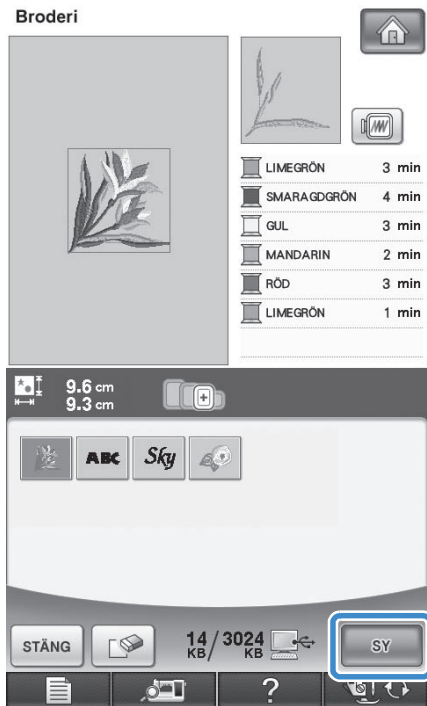 Broderi
LIMEGRÖN 3 min
SMARAGDGRÖN 4 min
GUL 3 min
MANDARIN 2 min
RÖD 3 min
LIMEGRÖN 1 min
9.6 cm
9.3 cm
ABC Sky
STÄNG 14 KB / 3024 KB SY
?